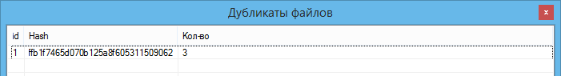 Дубликаты файлов
x
id Hash Кол-во
1 ffb1f7465d070b125a8f605311509062 3